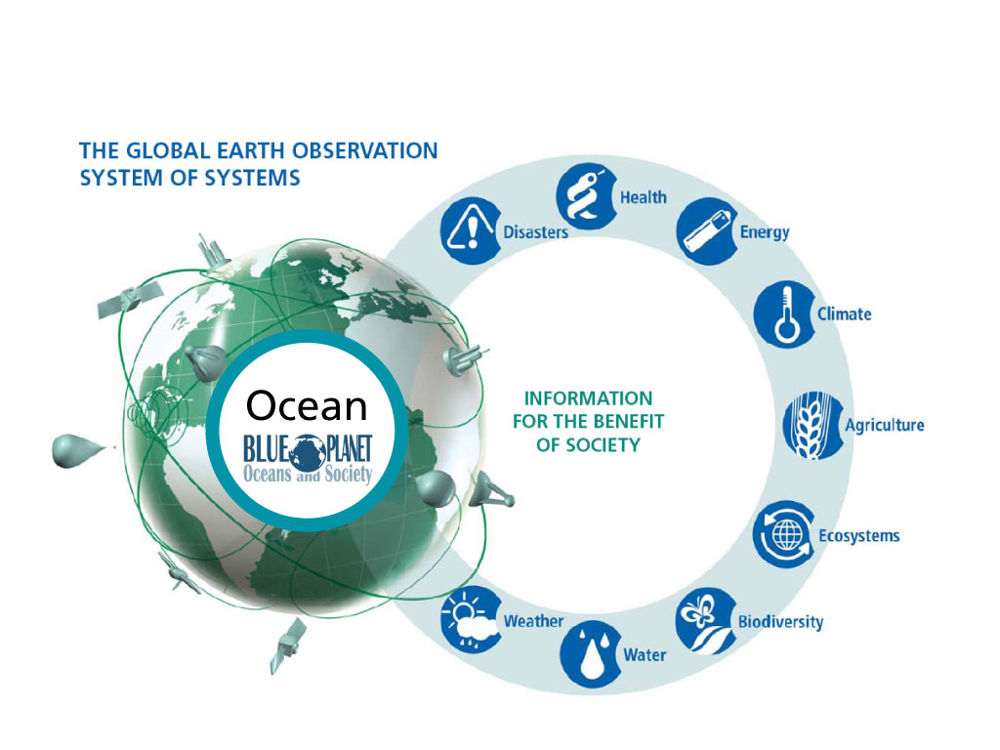 THE GLOBAL EARTH OBSERVATION
SYSTEM OF SYSTEMS
Health
Disasters
Energy
Climate
Ocean
BLUE PLANET
Oceans and Society
INFORMATION
FOR THE BENEFIT
OF SOCIETY
Agriculture
Ecosystems
Weather
Biodiversity
Water